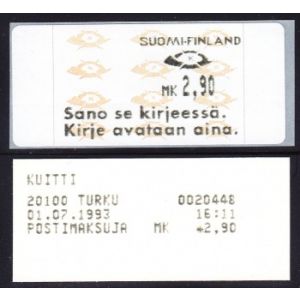 SUOMI-FINLAND
MK 2,90
Sano se kirjeessä.
Kirje avataan aina.
KUITTI
20100 TURKU 0020448
01.07.1993 16:11
POSTIMAKSUJA MK *2,90